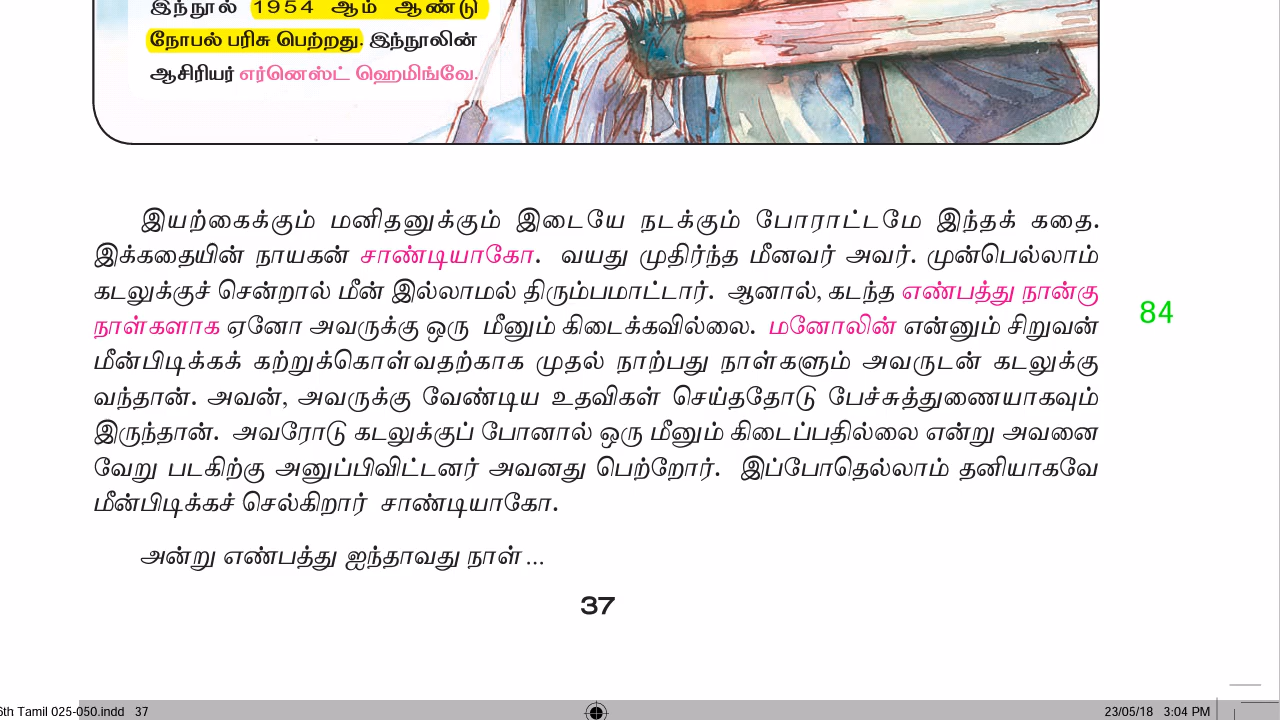 இந்நூல் 1954 ஆம் ஆண்டு
நோபல் பரிசு பெற்றது. இந்நூலின்
ஆசிரியர் எர்னெஸ்ட் ஹெமிங்வே.
இயற்கைக்கும் மனிதனுக்கும் இடையே நடக்கும் போராட்டமே இந்தக் கதை.
இக்கதையின் நாயகன் சாண்டியாகோ. வயது முதிர்ந்த மீனவர் அவர். முன்பெல்லாம்
கடலுக்குச் சென்றால் மீன் இல்லாமல் திரும்பமாட்டார். ஆனால், கடந்த எண்பத்து நான்கு
நாள்களாக ஏனோ அவருக்கு ஒரு மீனும் கிடைக்கவில்லை. மனோலின் என்னும் சிறுவன்
84
மீன்பிடிக்கக் கற்றுக்கொள்வதற்காக முதல் நாற்பது நாள்களும் அவருடன் கடலுக்கு
வந்தான். அவன், அவருக்கு வேண்டிய உதவிகள் செய்ததோடு பேச்சுத்துணையாகவும்
இருந்தான். அவரோடு கடலுக்குப் போனால் ஒரு மீனும் கிடைப்பதில்லை என்று அவனை
வேறு படகிற்கு அனுப்பிவிட்டனர் அவனது பெற்றோர். இப்போதெல்லாம் தனியாகவே
மீன்பிடிக்கச் செல்கிறார் சாண்டியாகோ.
அன்று எண்பத்து ஐந்தாவது நாள் ...
37
6th Tamil 025-050.indd 37
23/05/18 3:04 PM